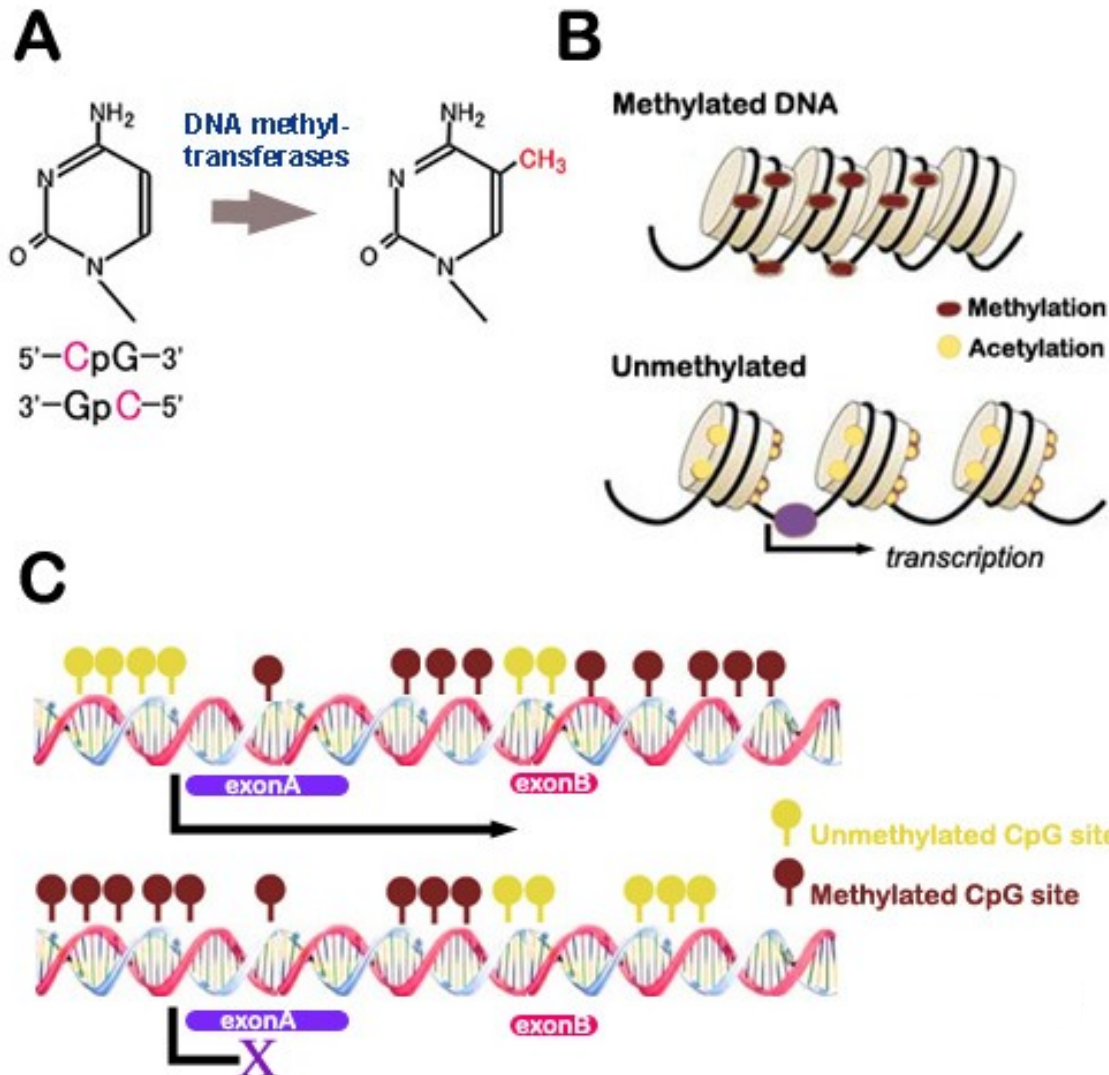 A
NH2
N
O
N
DNA methyl-
transferases
NH2
CH3
N
O
N
5'-CpG-3'
3'-GpC-5'
B
Methylated DNA
Methylation
Acetylation
Unmethylated
transcription
C
exonA
exonB
Unmethylated CpG site
Methylated CpG site
exonA
exonB
X